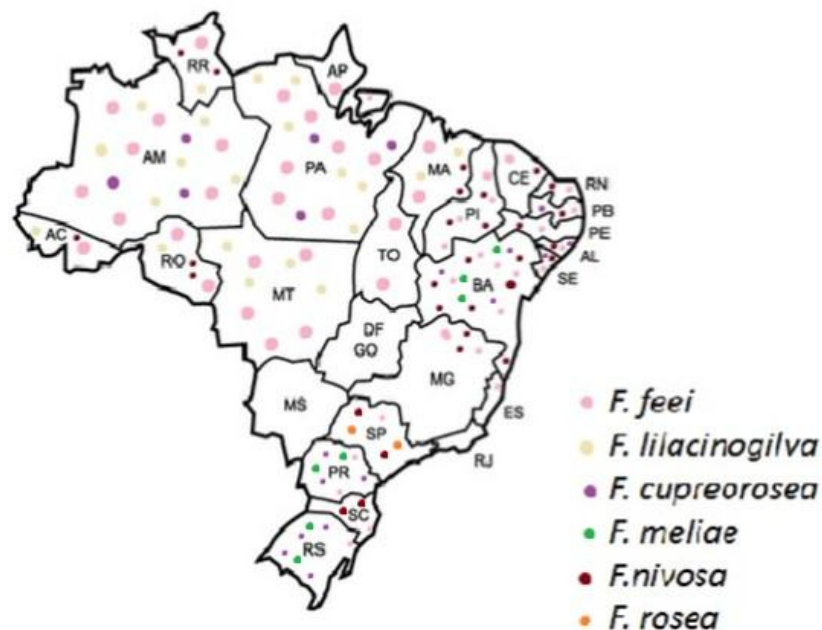 RR
AP
AM
PA
MA
CE
RN
PB
PE
AL
SE
PI
AC
RO
TO
MT
BA
DF
GO
MG
MS
ES
SP
RJ
PR
SC
RS
F. feei
F. lilacinogilva
F. cupreorosea
F. meliae
F.nivosa
F. rosea